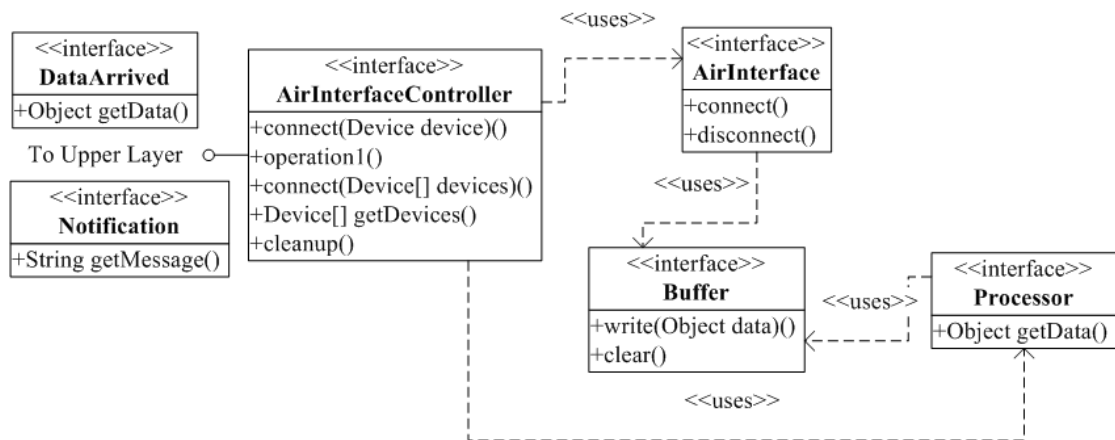 <<interface>>
DataArrived
+Object getData()
To Upper Layer
<<interface>>
Notification
+String getMessage()
<<interface>>
AirInterfaceController
+connect(Device device)()
+operation1()
+connect(Device[] devices)()
+Device[] getDevices()
+cleanup()
<<uses>>
<<interface>>
AirInterface
+connect()
+disconnect()
<<uses>>
<<interface>>
Buffer
+write(Object data)()
+clear()
<<uses>>
<<interface>>
Processor
+Object getData()
<<uses>>